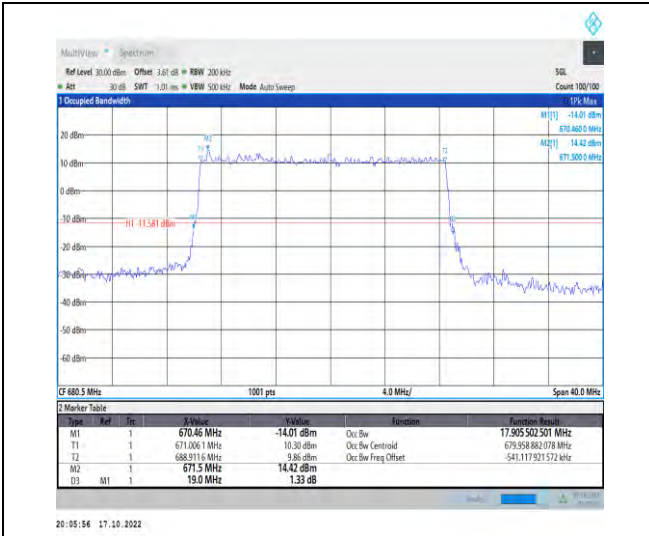 MultiView Spectrum
Ref Level 30.00 dBm Offset 3.61 dB RBW 200 kHz SGL
Att 30 dB SWT 1.01 ms VBW 500 kHz Mode Auto Sweep Count 100/100
1 Occupied Bandwidth 1Pk Max
M1[1] -14.01 dBm
670.460 0 MHz
M2[1] 14.42 dBm
671.500 0 MHz
20 dBm
M2
T1
T2
10 dBm
0 dBm
-10 dBm
M1
H1 -11.581 dBm
-20 dBm
-30 dBm
-40 dBm
-50 dBm
-60 dBm
CF 680.5 MHz 1001 pts 4.0 MHz/ Span 40.0 MHz
2 Marker Table
Type Ref Trc X-Value Y-Value Function Function Result
M1 1 670.46 MHz -14.01 dBm Occ Bw 17.905 502 501 MHz
T1 1 671.006 1 MHz 10.30 dBm Occ Bw Centroid 679.958 882 078 MHz
T2 1 688.911 6 MHz 9.86 dBm Occ Bw Freq Offset -541.117 921 572 kHz
M2 1 671.5 MHz 14.42 dBm
D3 M1 1 19.0 MHz 1.33 dB
20:05:56 17.10.2022